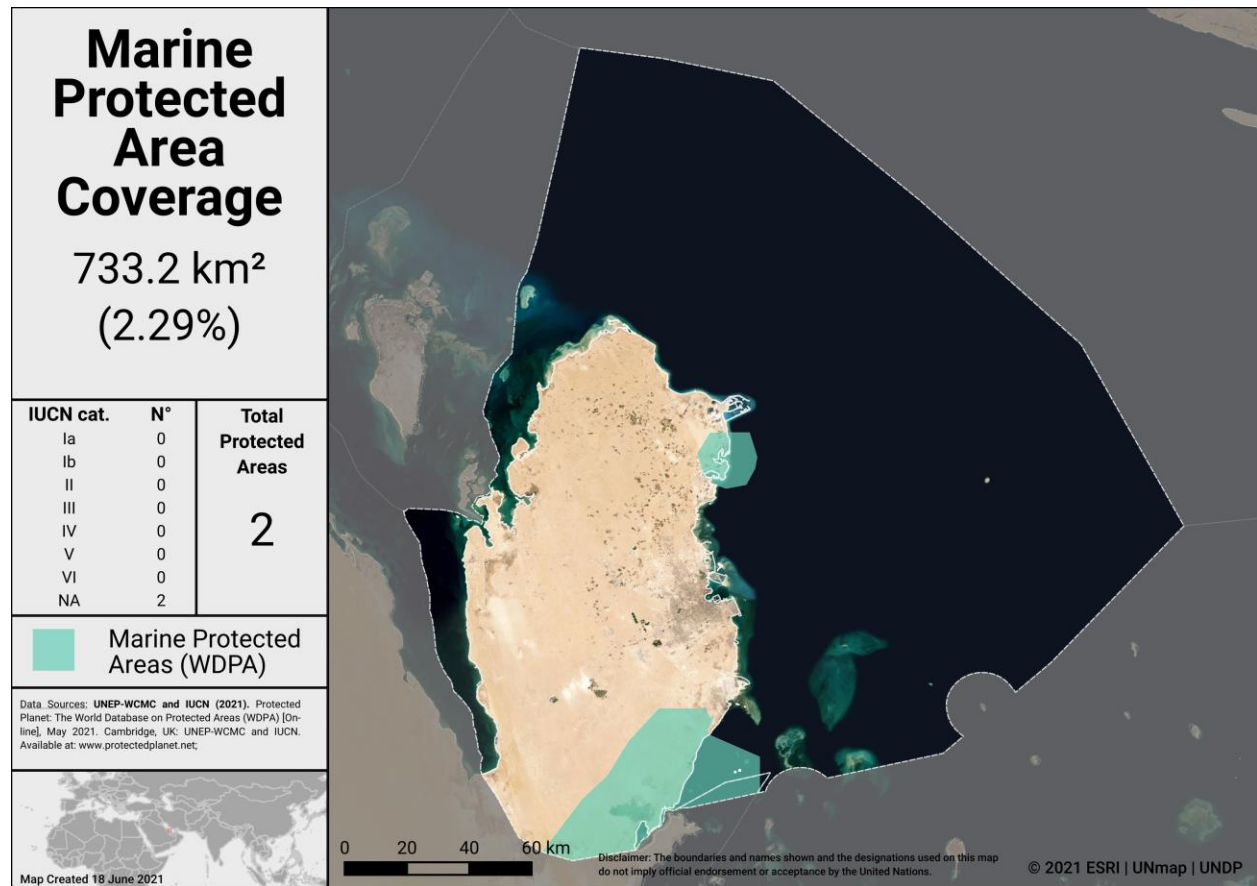 Marine
Protected
Area
Coverage
733.2 km²
(2.29%)
IUCN cat. N°
Ia 0
Ib 0
II 0
III 0
IV 0
V 0
VI 0
NA 2
Total
Protected
Areas
2
Marine Protected
Areas (WDPA)
Data Sources: UNEP-WCMC and IUCN (2021). Protected
Planet: The World Database on Protected Areas (WDPA) [On-
line], May 2021. Cambridge, UK: UNEP-WCMC and IUCN.
Available at: www.protectedplanet.net;
Map Created 18 June 2021
0 20 40 60 km
Disclaimer: The boundaries and names shown and the designations used on this map
do not imply official endorsement or acceptance by the United Nations.
© 2021 ESRI | UNmap | UNDP